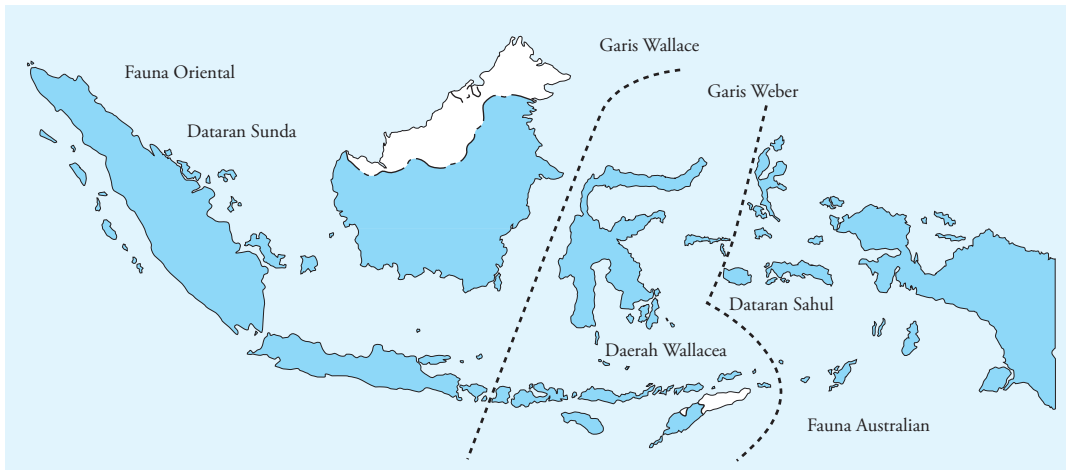 Garis Wallace
Fauna Oriental
Garis Weber
Dataran Sunda
Dataran Sahul
Daerah Wallacea
Fauna Australian